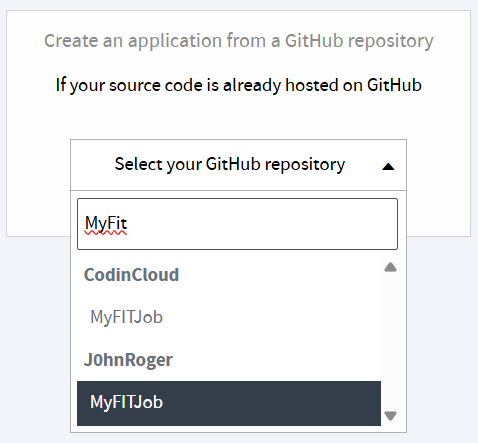 Create an application from a GitHub repository
If your source code is already hosted on GitHub
Select your GitHub repository
MyFit
CodinCloud
MyFITJob
J0hnRoger
MyFITJob